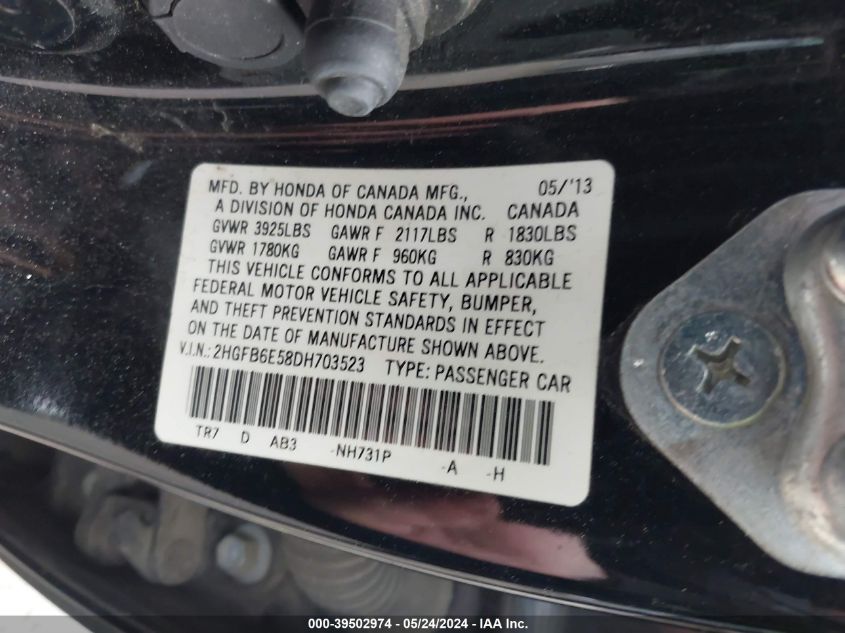 MFD. BY HONDA OF CANADA MFG., 05/'13
A DIVISION OF HONDA CANADA INC. CANADA
GVWR 3925LBS GAWR F 2117LBS R 1830LBS
GVWR 1780KG GAWR F 960KG R 830KG
THIS VEHICLE CONFORMS TO ALL APPLICABLE
FEDERAL MOTOR VEHICLE SAFETY, BUMPER,
AND THEFT PREVENTION STANDARDS IN EFFECT
ON THE DATE OF MANUFACTURE SHOWN ABOVE.
V.I.N.: 2HGFB6E58DH703523 TYPE: PASSENGER CAR
TR7 D AB3 -NH731P -A -H
000-39502974 - 05/24/2024 - IAA Inc.